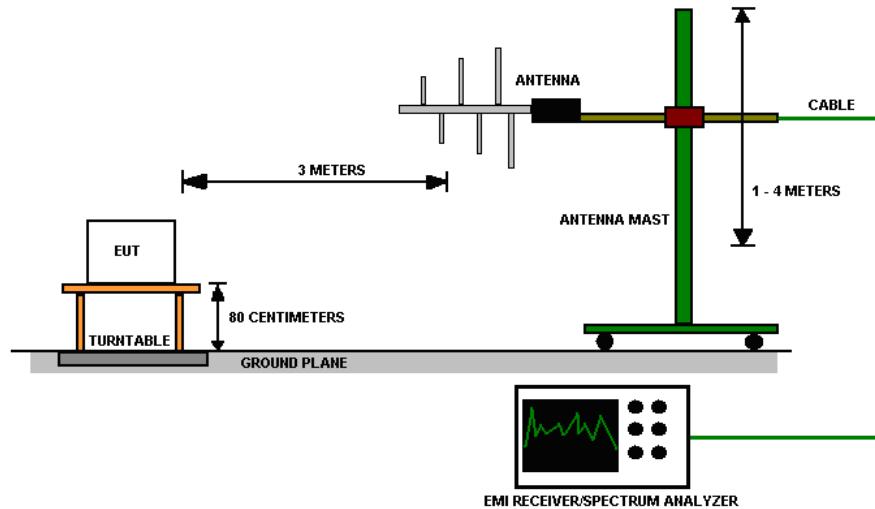 ANTENNA
CABLE
3 METERS
1 - 4 METERS
ANTENNA MAST
EUT
80 CENTIMETERS
TURNTABLE
GROUND PLANE
EMI RECEIVER/SPECTRUM ANALYZER